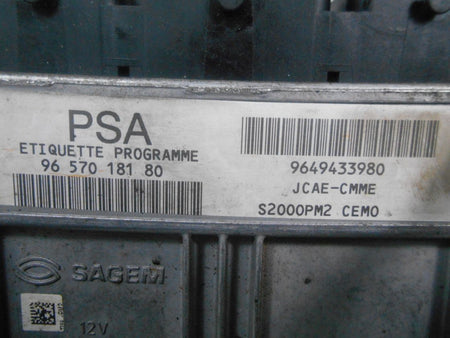 PSA
ETIQUETTE PROGRAMME
96 570 181 80
9649433980
JCAE-CMME
S2000PM2 CEMO
SAGEM
12V